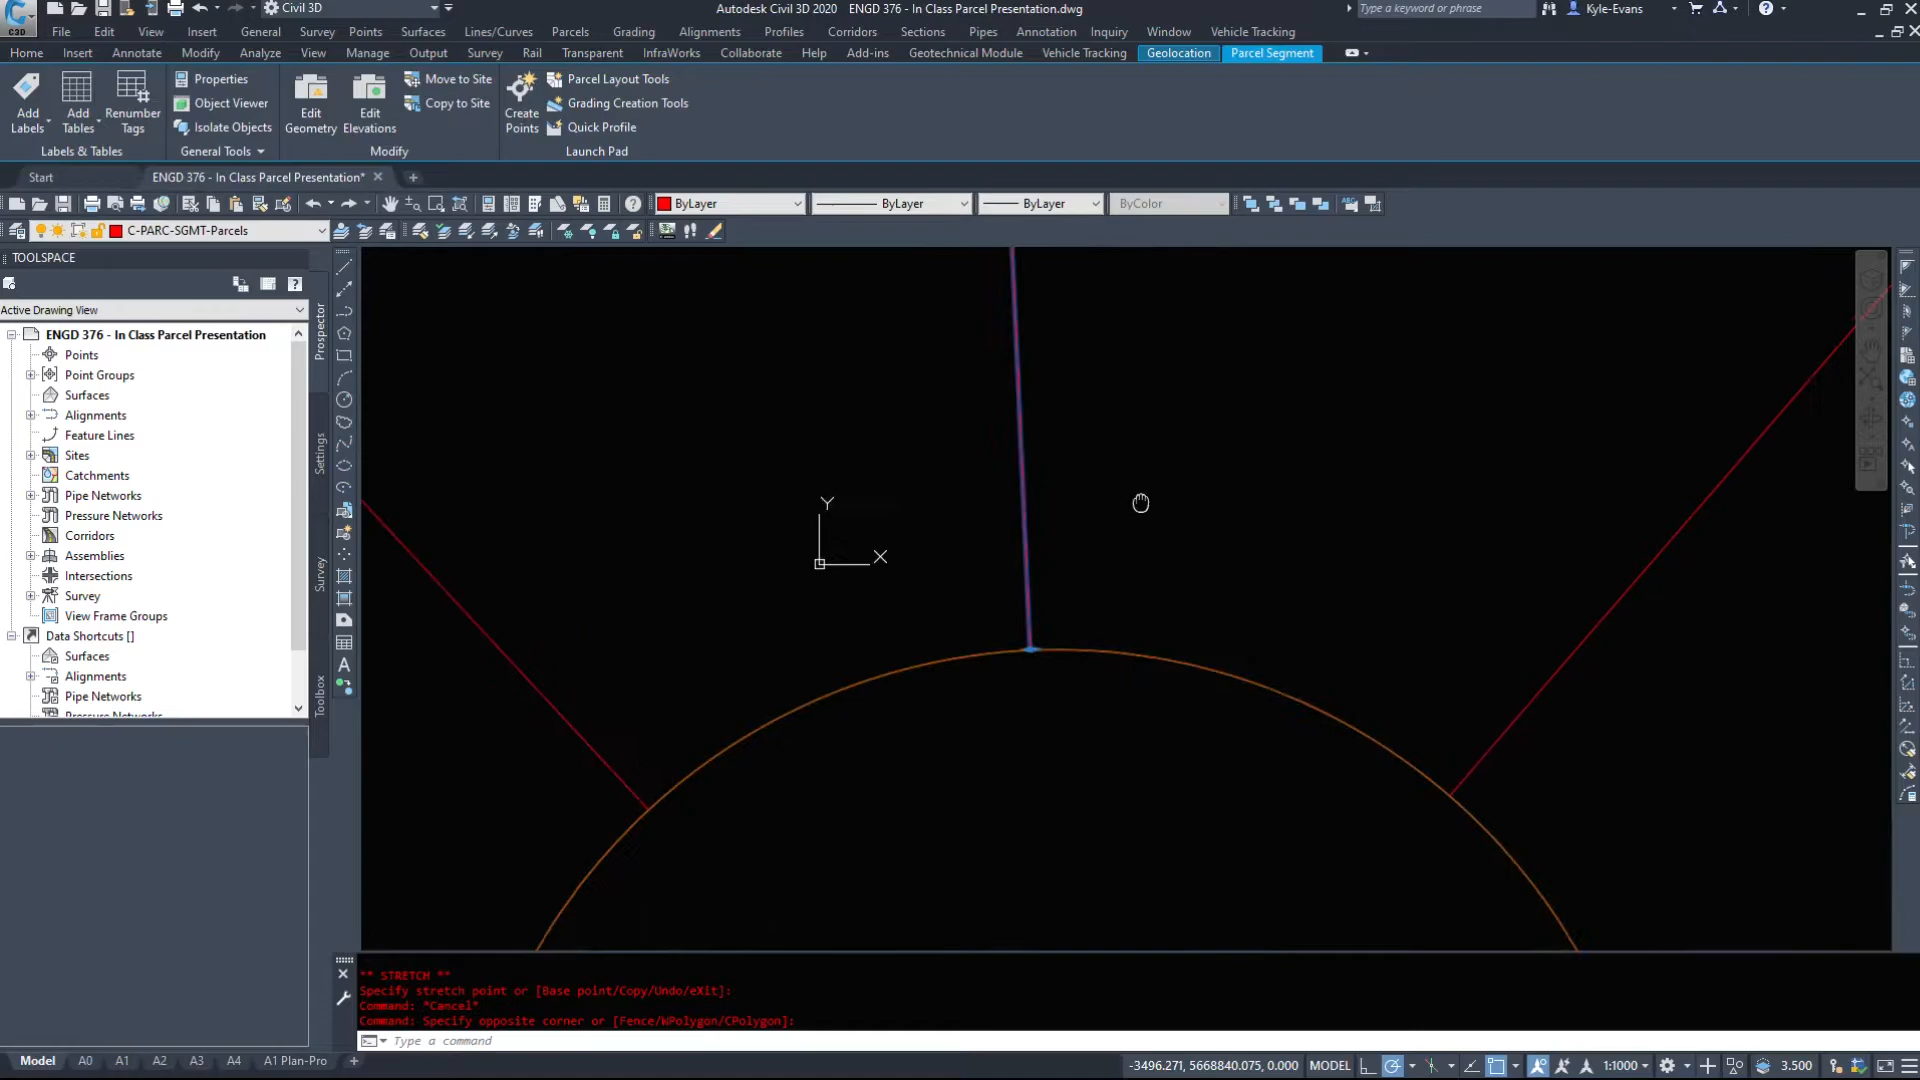 Civil 3D
Autodesk Civil 3D 2020 ENGD 376 - In Class Parcel Presentation.dwg
Type a keyword or phrase
Kyle-Evans
C3D
File Edit View Insert General Survey Points Surfaces Lines/Curves Parcels Grading Alignments Profiles Corridors Sections Pipes Annotation Inquiry Window Vehicle Tracking
Home Insert Annotate Modify Analyze View Manage Output Survey Rail Transparent InfraWorks Collaborate Help Add-ins Geotechnical Module Vehicle Tracking Geolocation Parcel Segment
Add Labels
Add Tables
Renumber Tags
Properties
Object Viewer
Isolate Objects
Edit Geometry
Edit Elevations
Move to Site
Copy to Site
Create Points
Parcel Layout Tools
Grading Creation Tools
Quick Profile
Labels & Tables General Tools Modify Launch Pad
Start ENGD 376 - In Class Parcel Presentation*
ByLayer ByLayer ByLayer ByColor
C-PARC-SGMT-Parcels
TOOLSPACE
Active Drawing View
ENGD 376 - In Class Parcel Presentation
Points
Point Groups
Surfaces
Alignments
Feature Lines
Sites
Catchments
Pipe Networks
Pressure Networks
Corridors
Assemblies
Intersections
Survey
View Frame Groups
Data Shortcuts []
Surfaces
Alignments
Pipe Networks
Pressure Networks
Prospector
Settings
Survey
Toolbox
Y
X
** STRETCH **
Specify stretch point or [Base point/Copy/Undo/eXit]:
Command: *Cancel*
Command: Specify opposite corner or [Fence/WPolygon/CPolygon]:
Type a command
Model A0 A1 A2 A3 A4 A1 Plan-Pro
-3496.271, 5668840.075, 0.000 MODEL 1:1000 3.500